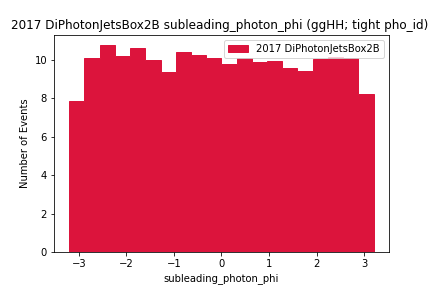 2017 DiPhotonJetsBox2B subleading_photon_phi (ggHH; tight pho_id)
2017 DiPhotonJetsBox2B
Number of Events
10
8
6
4
2
0
−3 −2 −1 0 1 2 3
subleading_photon_phi